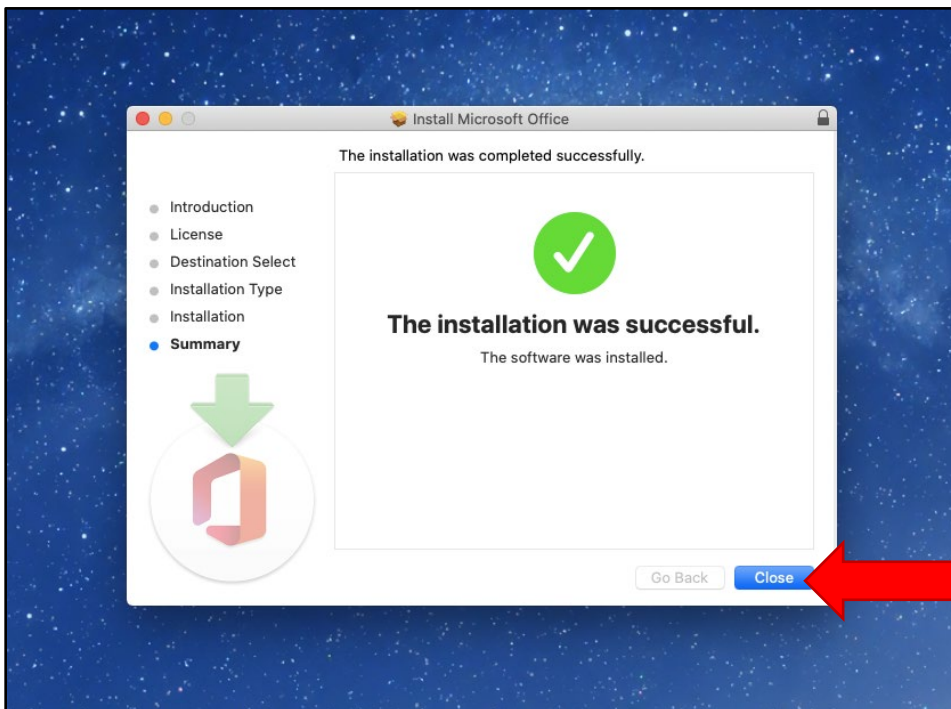 Install Microsoft Office
The installation was completed successfully.
Introduction
License
Destination Select
Installation Type
Installation
Summary
The installation was successful.
The software was installed.
Go Back
Close